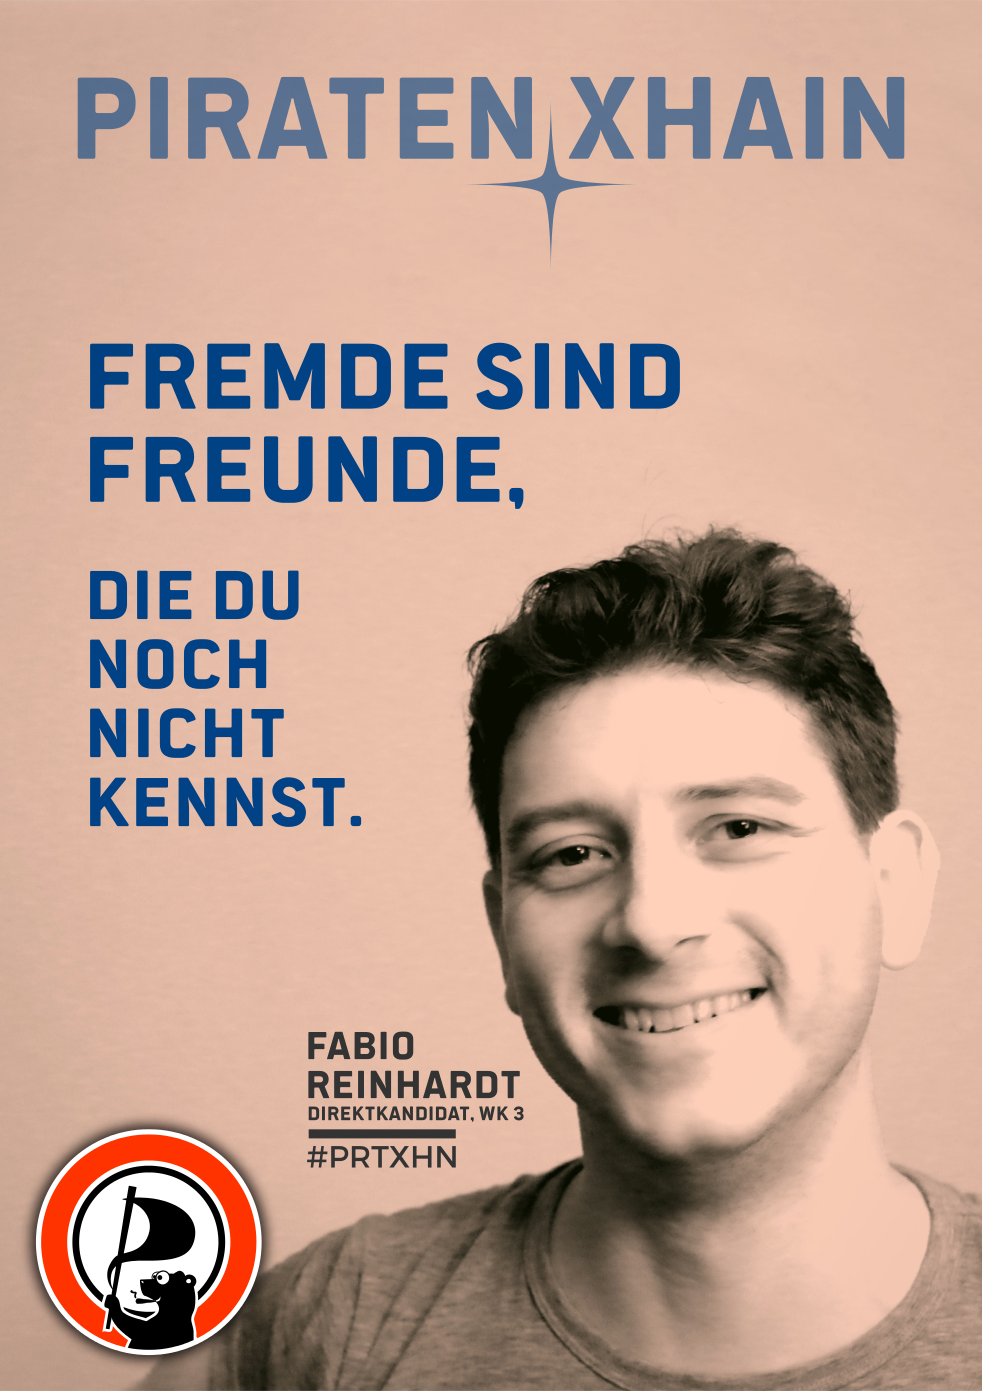 PIRATEN XHAIN
FREMDE SIND
FREUNDE,
DIE DU
NOCH
NICHT
KENNST.
FABIO
REINHARDT
DIREKTKANDIDAT, WK 3
#PRTXHN